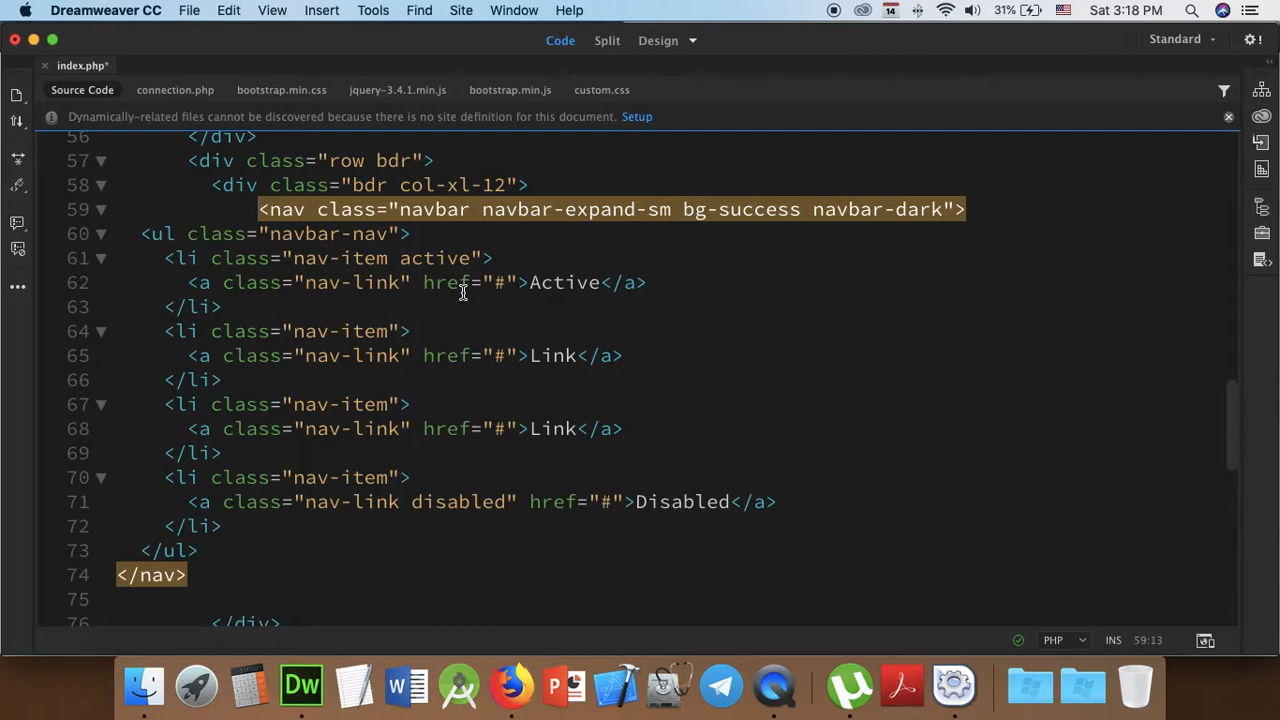 Dreamweaver CC File Edit View Insert Tools Find Site Window Help 14 31% Sat 3:18 PM
Code Split Design Standard
index.php*
Source Code connection.php bootstrap.min.css jquery-3.4.1.min.js bootstrap.min.js custom.css
Dynamically-related files cannot be discovered because there is no site definition for this document. Setup
56 </div>
57 <div class="row bdr">
58 <div class="bdr col-xl-12">
59 <nav class="navbar navbar-expand-sm bg-success navbar-dark">
60 <ul class="navbar-nav">
61 <li class="nav-item active">
62 <a class="nav-link" href="#">Active</a>
63 </li>
64 <li class="nav-item">
65 <a class="nav-link" href="#">Link</a>
66 </li>
67 <li class="nav-item">
68 <a class="nav-link" href="#">Link</a>
69 </li>
70 <li class="nav-item">
71 <a class="nav-link disabled" href="#">Disabled</a>
72 </li>
73 </ul>
74 </nav>
75
76 </div>
PHP INS 59:13
Dw W P